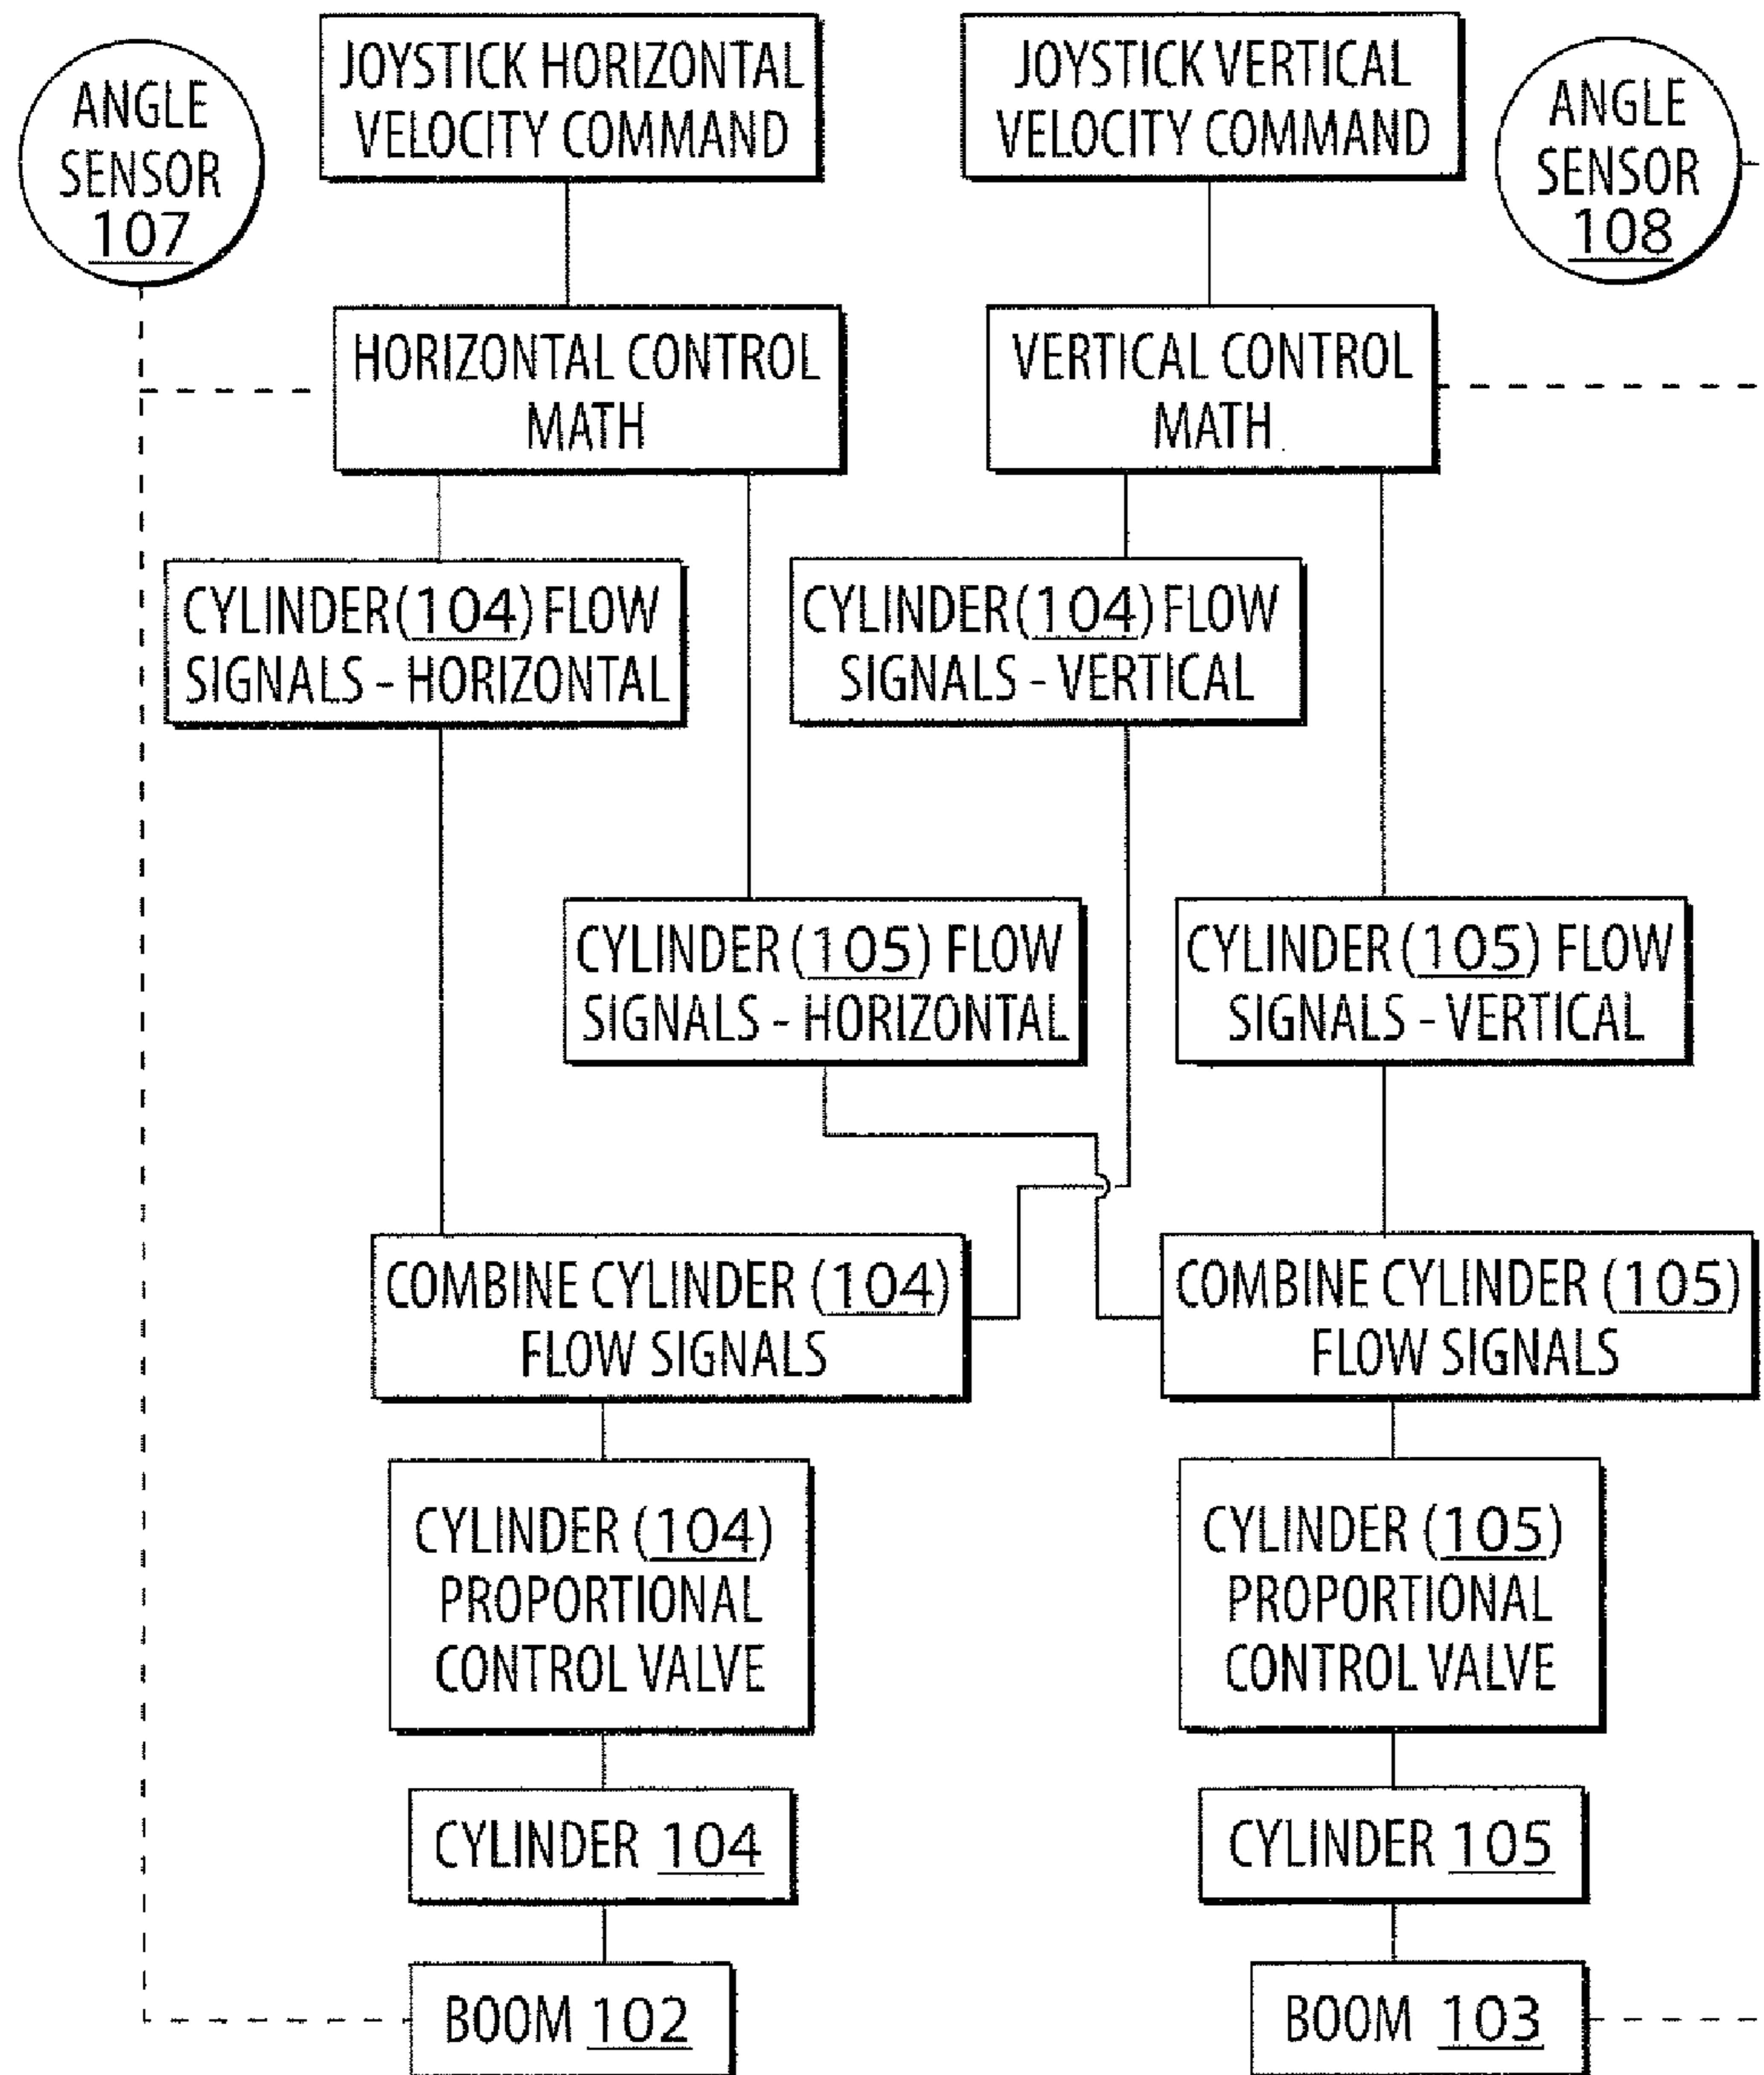 ANGLE
SENSOR
107
JOYSTICK HORIZONTAL
VELOCITY COMMAND
JOYSTICK VERTICAL
VELOCITY COMMAND
ANGLE
SENSOR
108
HORIZONTAL CONTROL
MATH
VERTICAL CONTROL
MATH
CYLINDER (104) FLOW
SIGNALS - HORIZONTAL
CYLINDER (104) FLOW
SIGNALS - VERTICAL
CYLINDER (105) FLOW
SIGNALS - HORIZONTAL
CYLINDER (105) FLOW
SIGNALS - VERTICAL
COMBINE CYLINDER (104)
FLOW SIGNALS
COMBINE CYLINDER (105)
FLOW SIGNALS
CYLINDER (104)
PROPORTIONAL
CONTROL VALVE
CYLINDER (105)
PROPORTIONAL
CONTROL VALVE
CYLINDER 104
CYLINDER 105
BOOM 102
BOOM 103